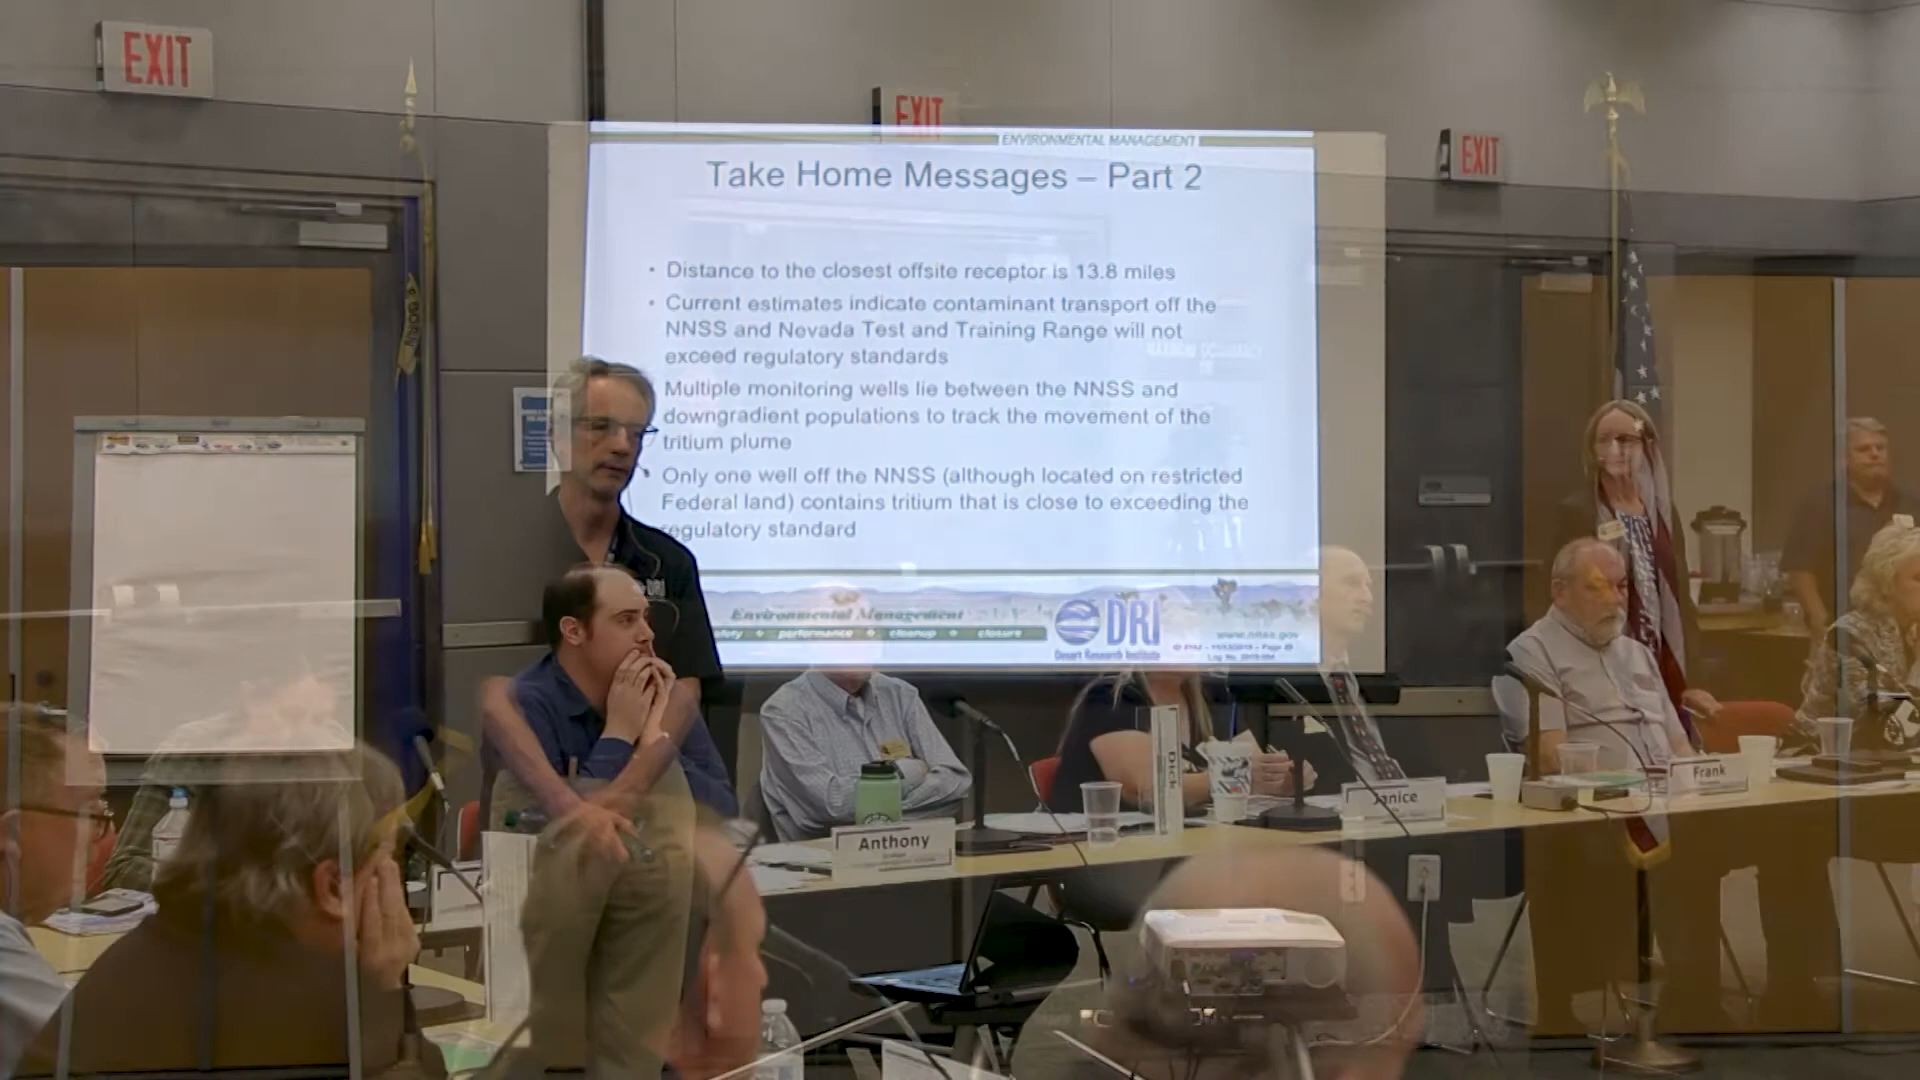 EXIT
EXIT
EXIT
ENVIRONMENTAL MANAGEMENT
Take Home Messages – Part 2
• Distance to the closest offsite receptor is 13.8 miles
• Current estimates indicate contaminant transport off the
NNSS and Nevada Test and Training Range will not
exceed regulatory standards
Multiple monitoring wells lie between the NNSS and
downgradient populations to track the movement of the
tritium plume
• Only one well off the NNSS (although located on restricted
Federal land) contains tritium that is close to exceeding the
regulatory standard
Environmental Management
performance • cleanup • closure
DRI
Desert Research Institute
www.nnss.gov
DRI
Dick
Janice
Frank
Anthony